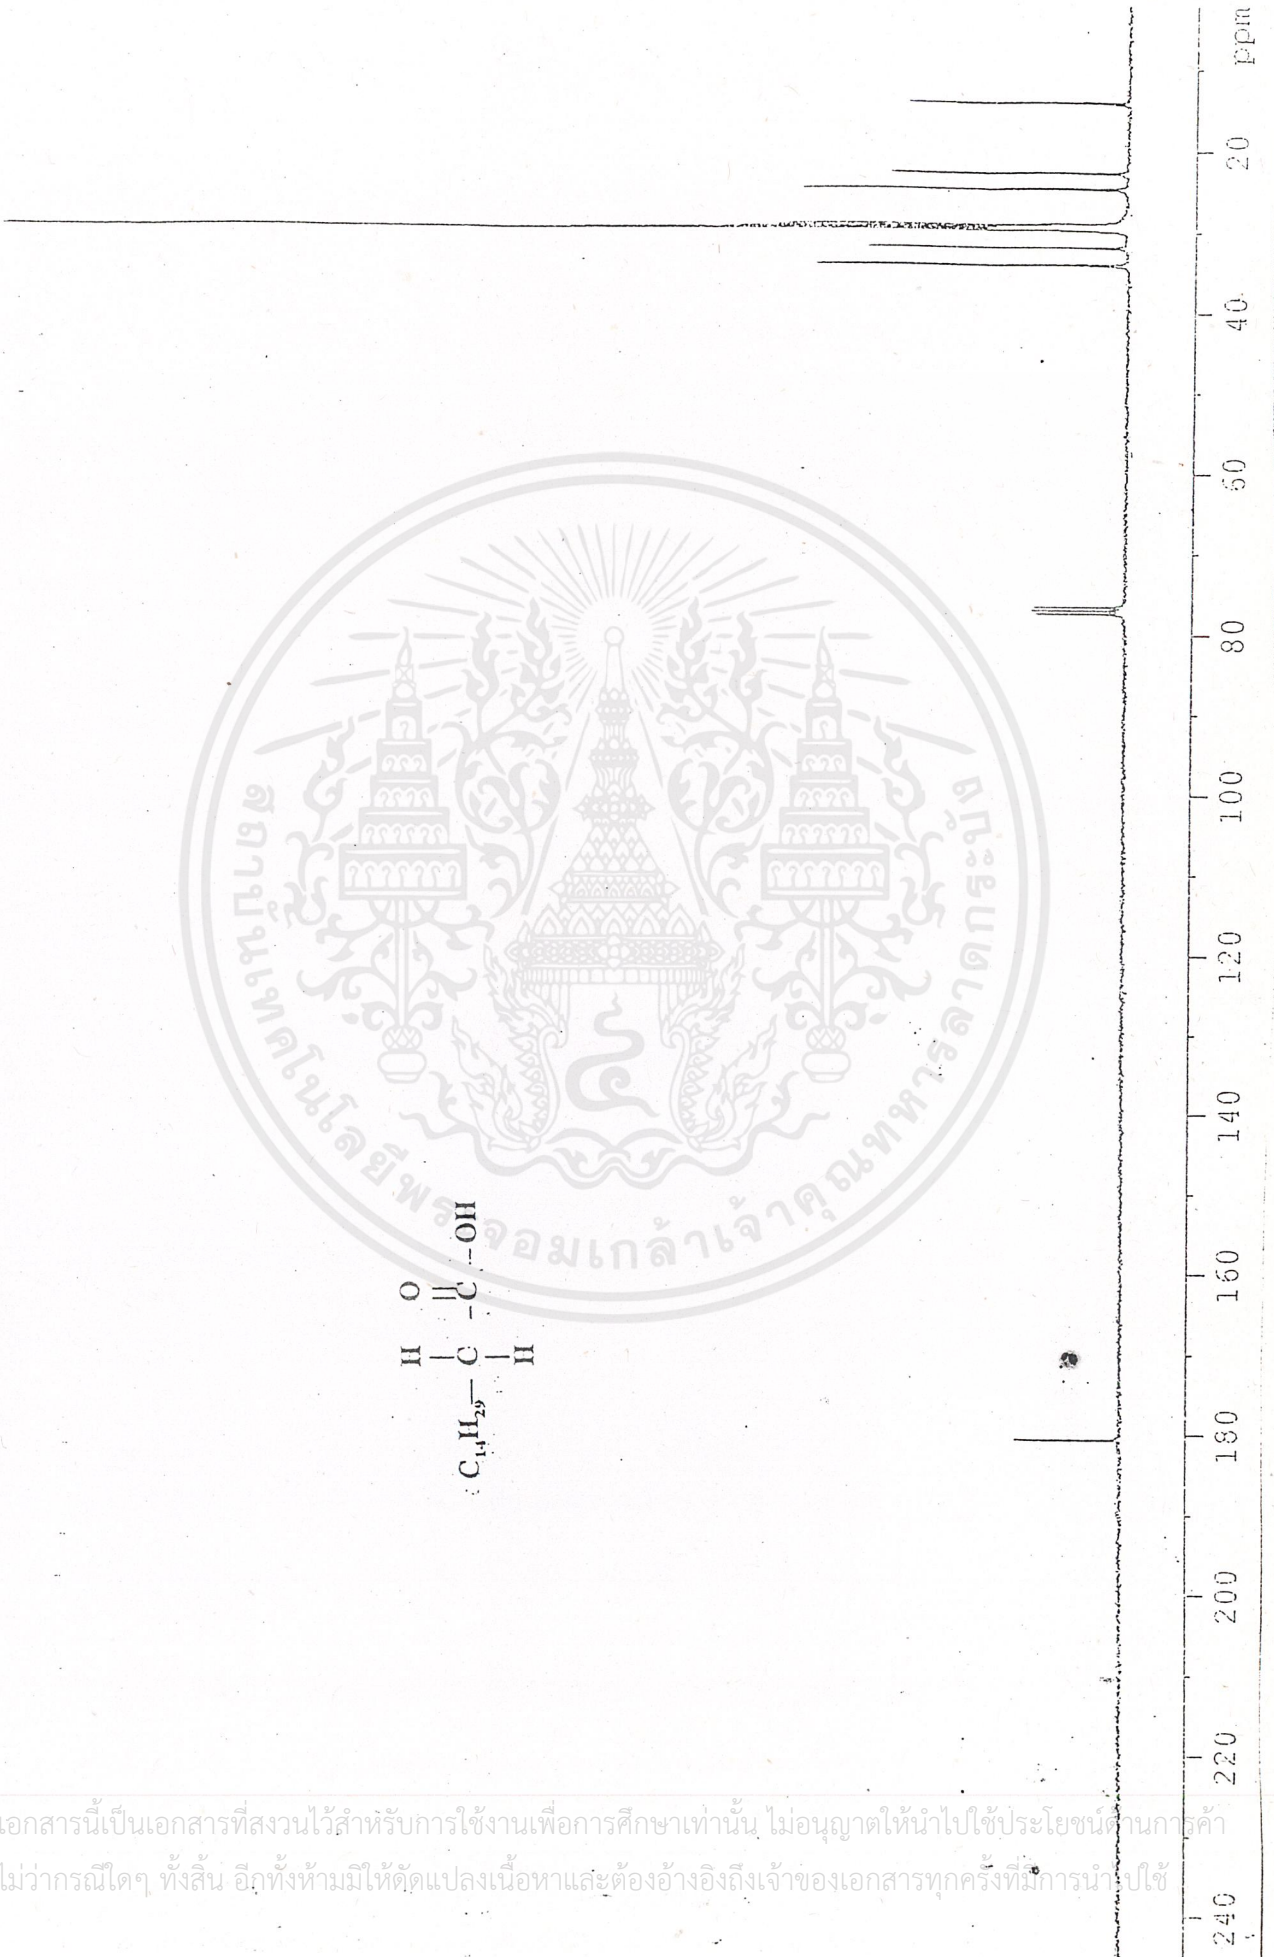 ppm
20
40
60
80
100
120
140
160
180
200
220
240
H O
C₁₄H₂₉— C –C –OH
H
สถาบันเทคโนโลยีพระจอมเกล้าเจ้าคุณทหารลาดกระบัง
เอกสารนี้เป็นเอกสารที่สงวนไว้สำหรับการใช้งานเพื่อการศึกษาเท่านั้น ไม่อนุญาตให้นำไปใช้ประโยชน์ด้านการค้า
ไม่ว่ากรณีใดๆ ทั้งสิ้น อีกทั้งห้ามมิให้ดัดแปลงเนื้อหาและต้องอ้างอิงถึงเจ้าของเอกสารทุกครั้งที่มีการนำไปใช้